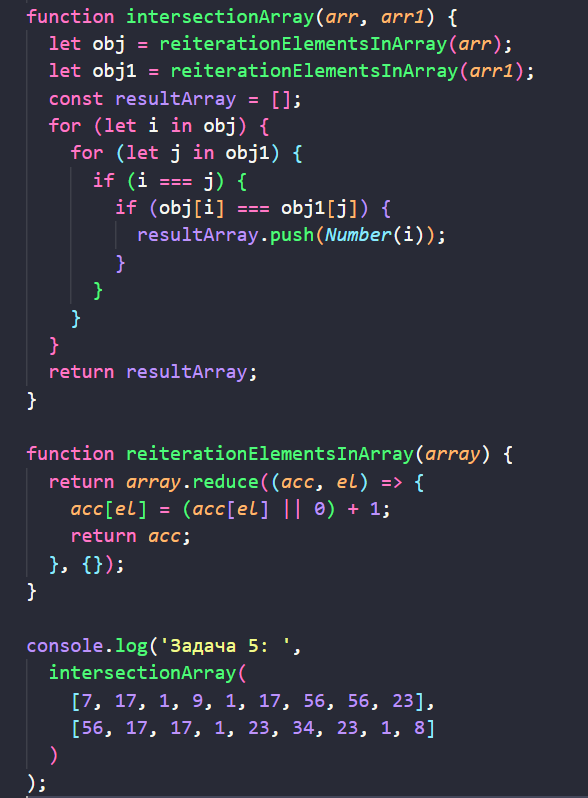 function intersectionArray(arr, arr1) {
  let obj = reiterationElementsInArray(arr);
  let obj1 = reiterationElementsInArray(arr1);
  const resultArray = [];
  for (let i in obj) {
    for (let j in obj1) {
      if (i === j) {
        if (obj[i] === obj1[j]) {
          resultArray.push(Number(i));
        }
      }
    }
  }
  return resultArray;
}

function reiterationElementsInArray(array) {
  return array.reduce((acc, el) => {
    acc[el] = (acc[el] || 0) + 1;
    return acc;
  }, {});
}

console.log('Задача 5: ',
  intersectionArray(
    [7, 17, 1, 9, 1, 17, 56, 56, 23],
    [56, 17, 17, 1, 23, 34, 23, 1, 8]
  )
);